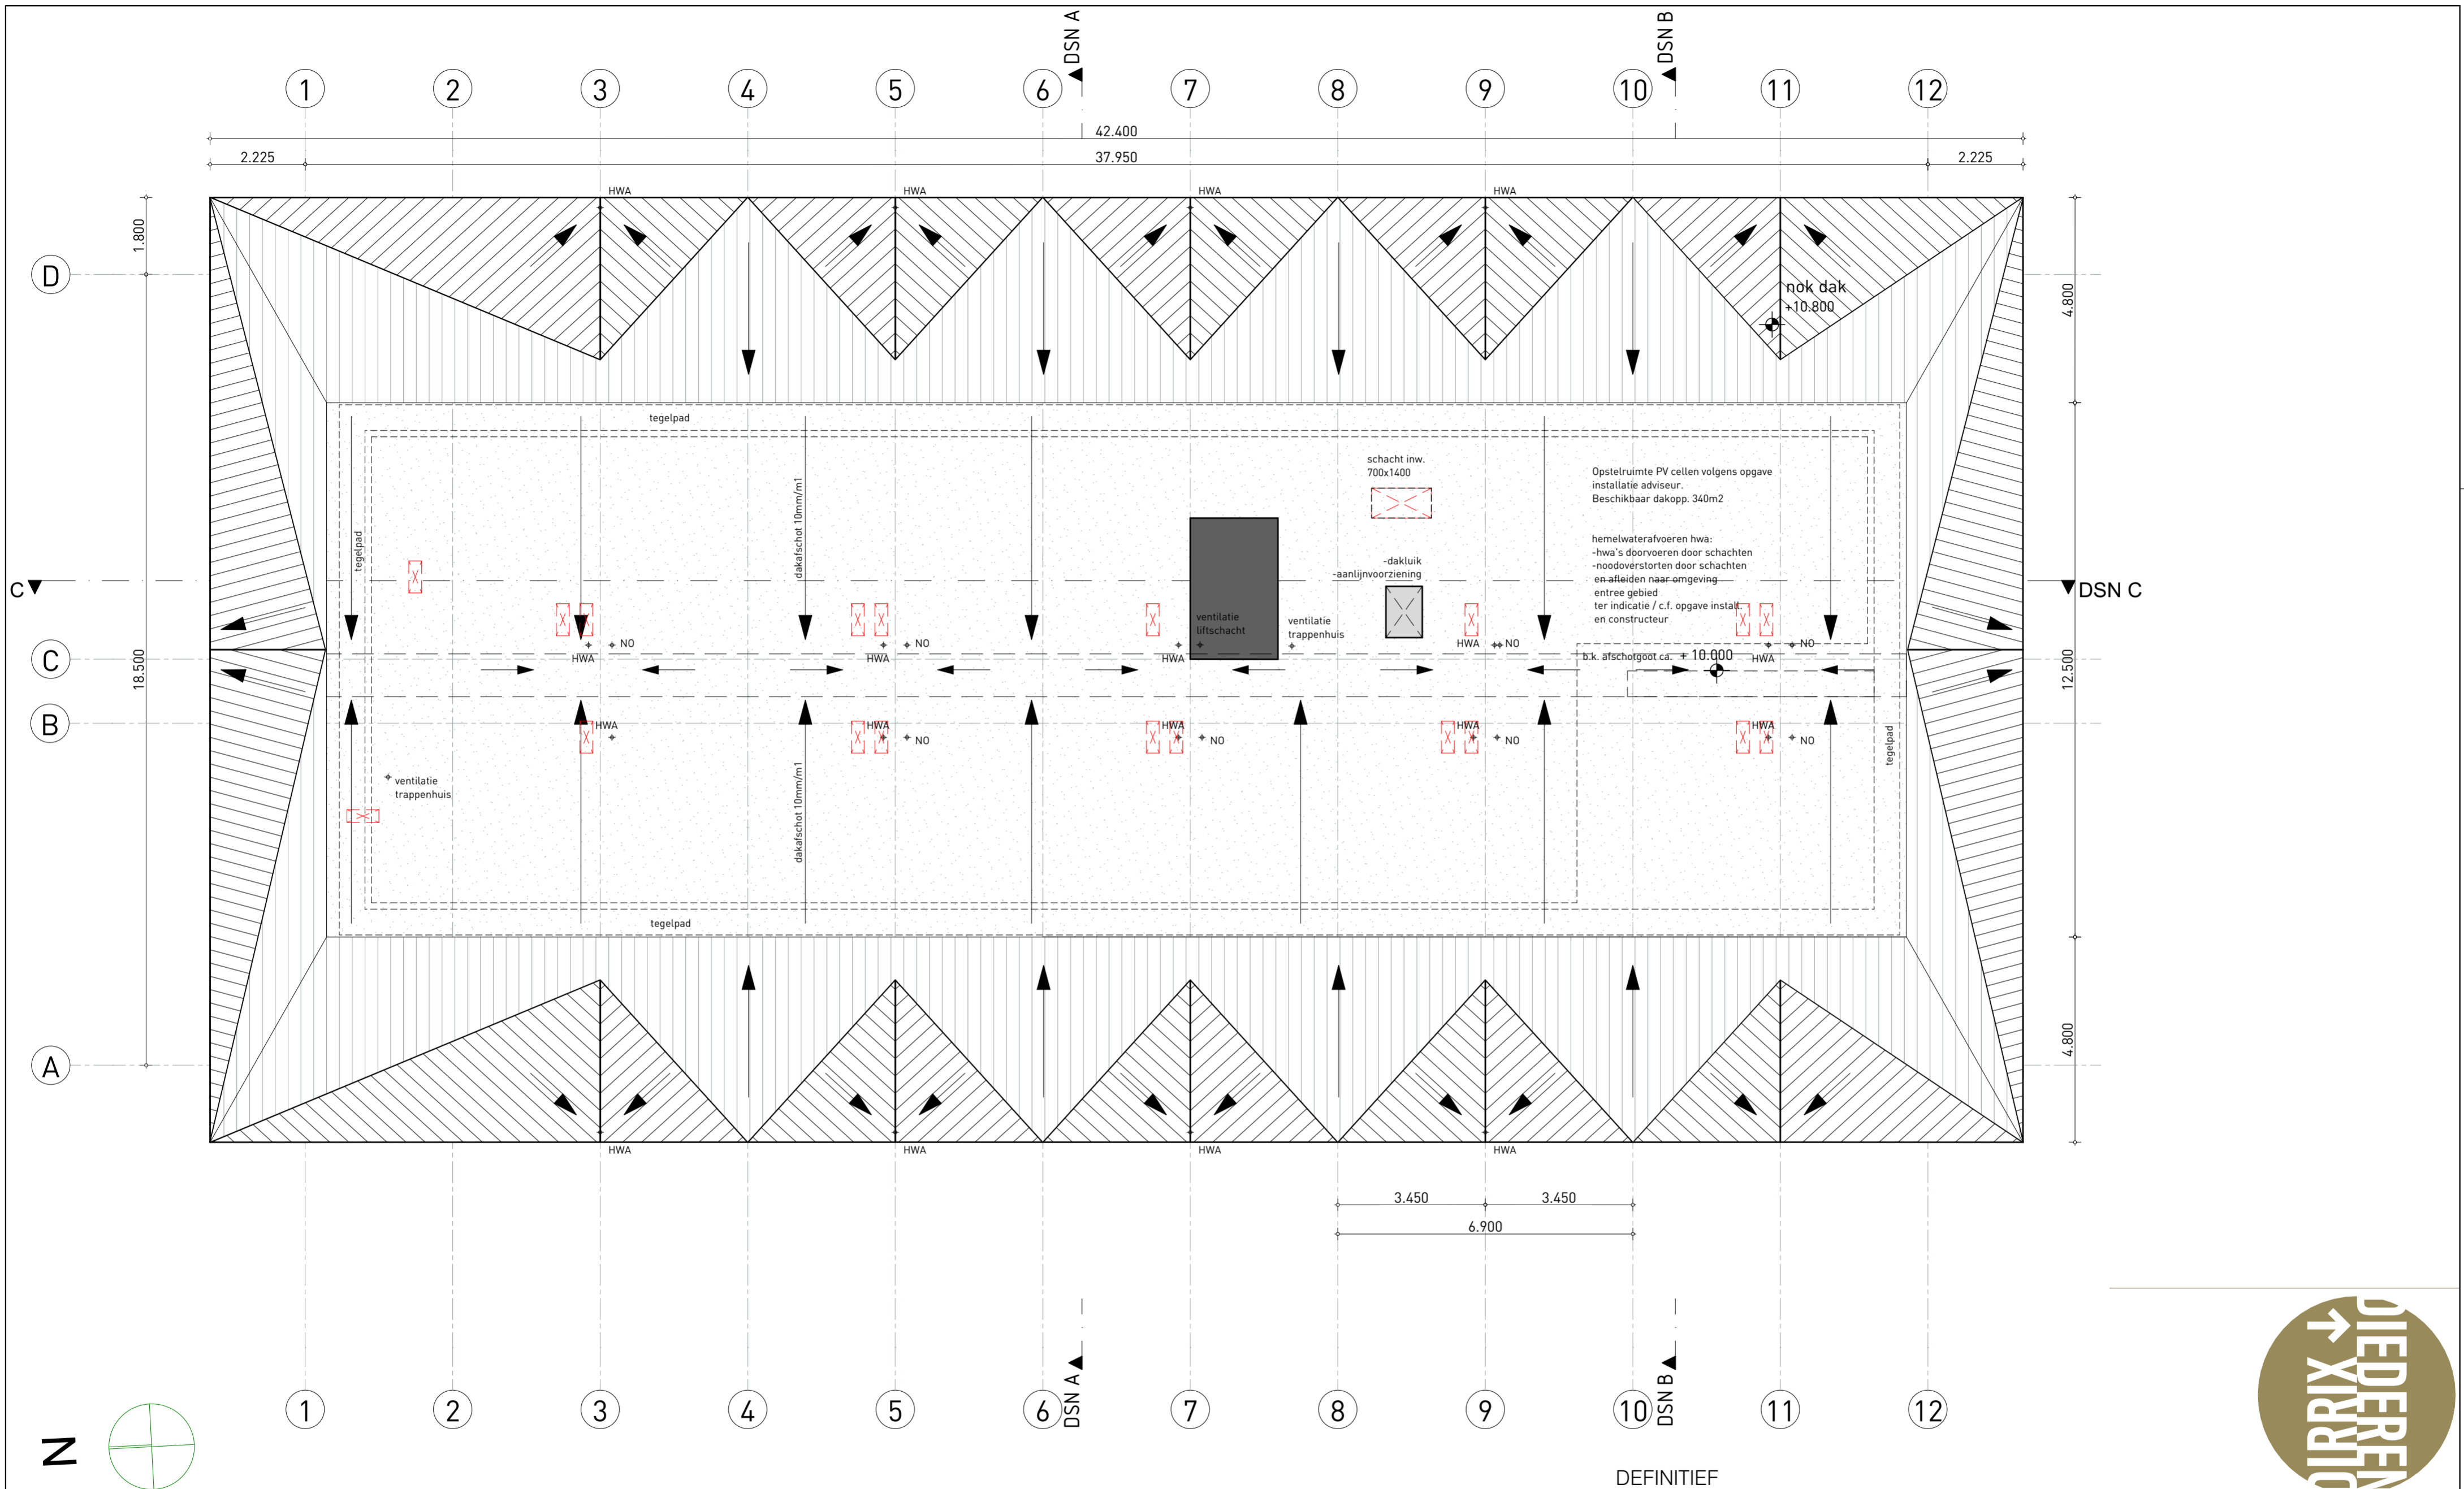 DSN A
DSN B
1 2 3 4 5 6 7 8 9 10 11 12
42.400
2.225 37.950 2.225
HWA HWA HWA HWA
1.800
D
nok dak
+10.800
4.800
tegelpad
schacht inw.
700x1400
Opstelruimte PV cellen volgens opgave
installatie adviseur.
Beschikbaar dakopp. 340m2
dakafschot 10mm/m1
tegelpad
hemelwaterafvoeren hwa:
-hwa's doorvoeren door schachten
-noodoverstorten door schachten
en afleiden naar omgeving
entree gebied
ter indicatie / c.f. opgave install.
en constructeur
-dakluik
-aanlijnvoorziening
C
DSN C
ventilatie
liftschacht
ventilatie
trappenhuis
NO NO NO NO
HWA HWA HWA HWA HWA
C
b.k. afschotgoot ca. + 10.000
18.500
12.500
B
HWA HWA HWA HWA HWA
NO NO NO NO
tegelpad
ventilatie
trappenhuis
dakafschot 10mm/m1
tegelpad
A
4.800
HWA HWA HWA HWA
3.450 3.450
6.900
DSN A
DSN B
1 2 3 4 5 6 7 8 9 10 11 12
N
DEFINITIEF
DIEDEREN
DIRRIX